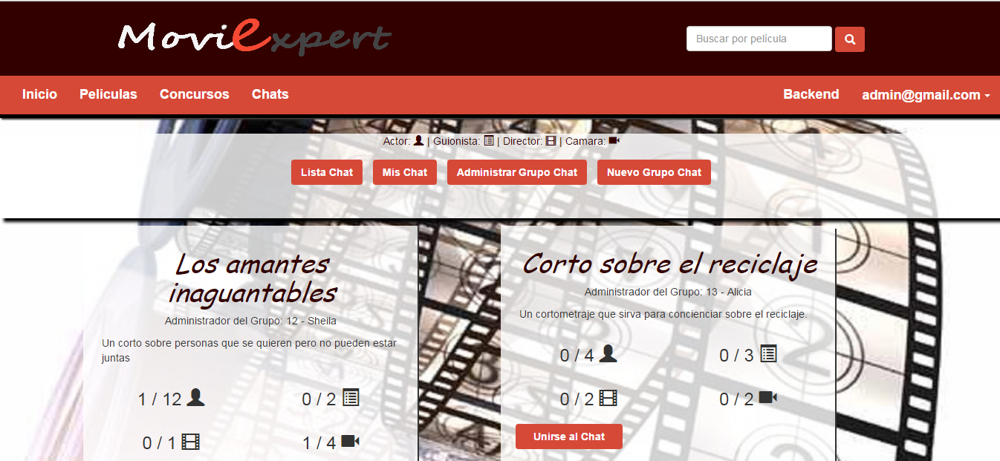 MoviExpert
Buscar por película
Inicio Peliculas Concursos Chats Backend admin@gmail.com
Actor: | Guionista: | Director: | Camara:
Lista Chat Mis Chat Administrar Grupo Chat Nuevo Grupo Chat
Los amantes
inaguantables
Administrador del Grupo: 12 - Sheila
Un corto sobre personas que se quieren pero no pueden estar
juntas
1 / 12 0 / 2
0 / 1 1 / 4
Corto sobre el reciclaje
Administrador del Grupo: 13 - Alicia
Un cortometraje que sirva para concienciar sobre el reciclaje.
0 / 4 0 / 3
0 / 2 0 / 2
Unirse al Chat